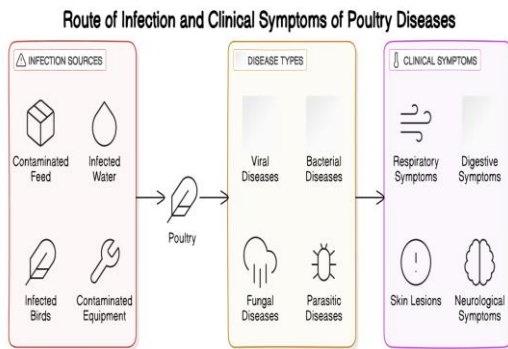 Route of Infection and Clinical Symptoms of Poultry Diseases
INFECTION SOURCES
Contaminated
Feed
Infected
Water
Infected
Birds
Contaminated
Equipment
Poultry
DISEASE TYPES
Viral
Diseases
Bacterial
Diseases
Fungal
Diseases
Parasitic
Diseases
CLINICAL SYMPTOMS
Respiratory
Symptoms
Digestive
Symptoms
Skin Lesions
Neurological
Symptoms